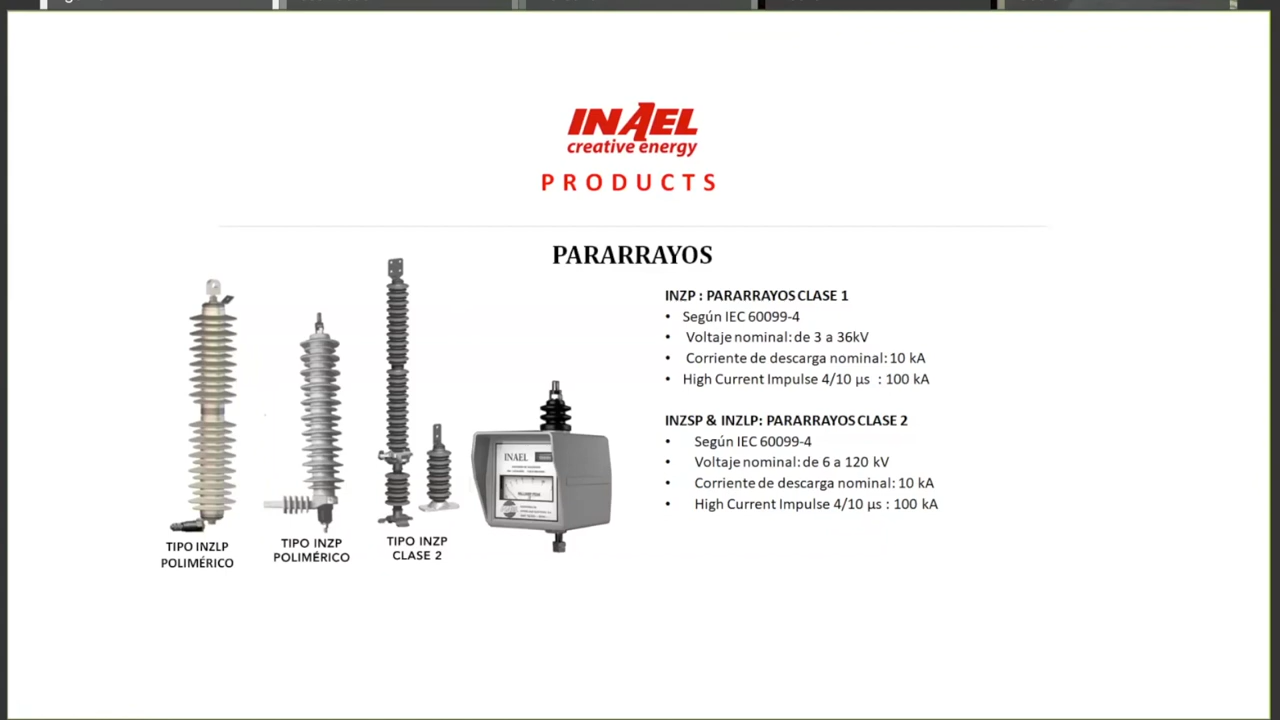 INAEL
creative energy
PRODUCTS
PARARRAYOS
INZP : PARARRAYOS CLASE 1
• Según IEC 60099-4
• Voltaje nominal: de 3 a 36kV
• Corriente de descarga nominal: 10 kA
• High Current Impulse 4/10 µs : 100 kA
INZSP & INZLP: PARARRAYOS CLASE 2
• Según IEC 60099-4
• Voltaje nominal: de 6 a 120 kV
• Corriente de descarga nominal: 10 kA
• High Current Impulse 4/10 µs : 100 kA
INAEL
TIPO INZLP
POLIMÉRICO
TIPO INZP
POLIMÉRICO
TIPO INZP
CLASE 2